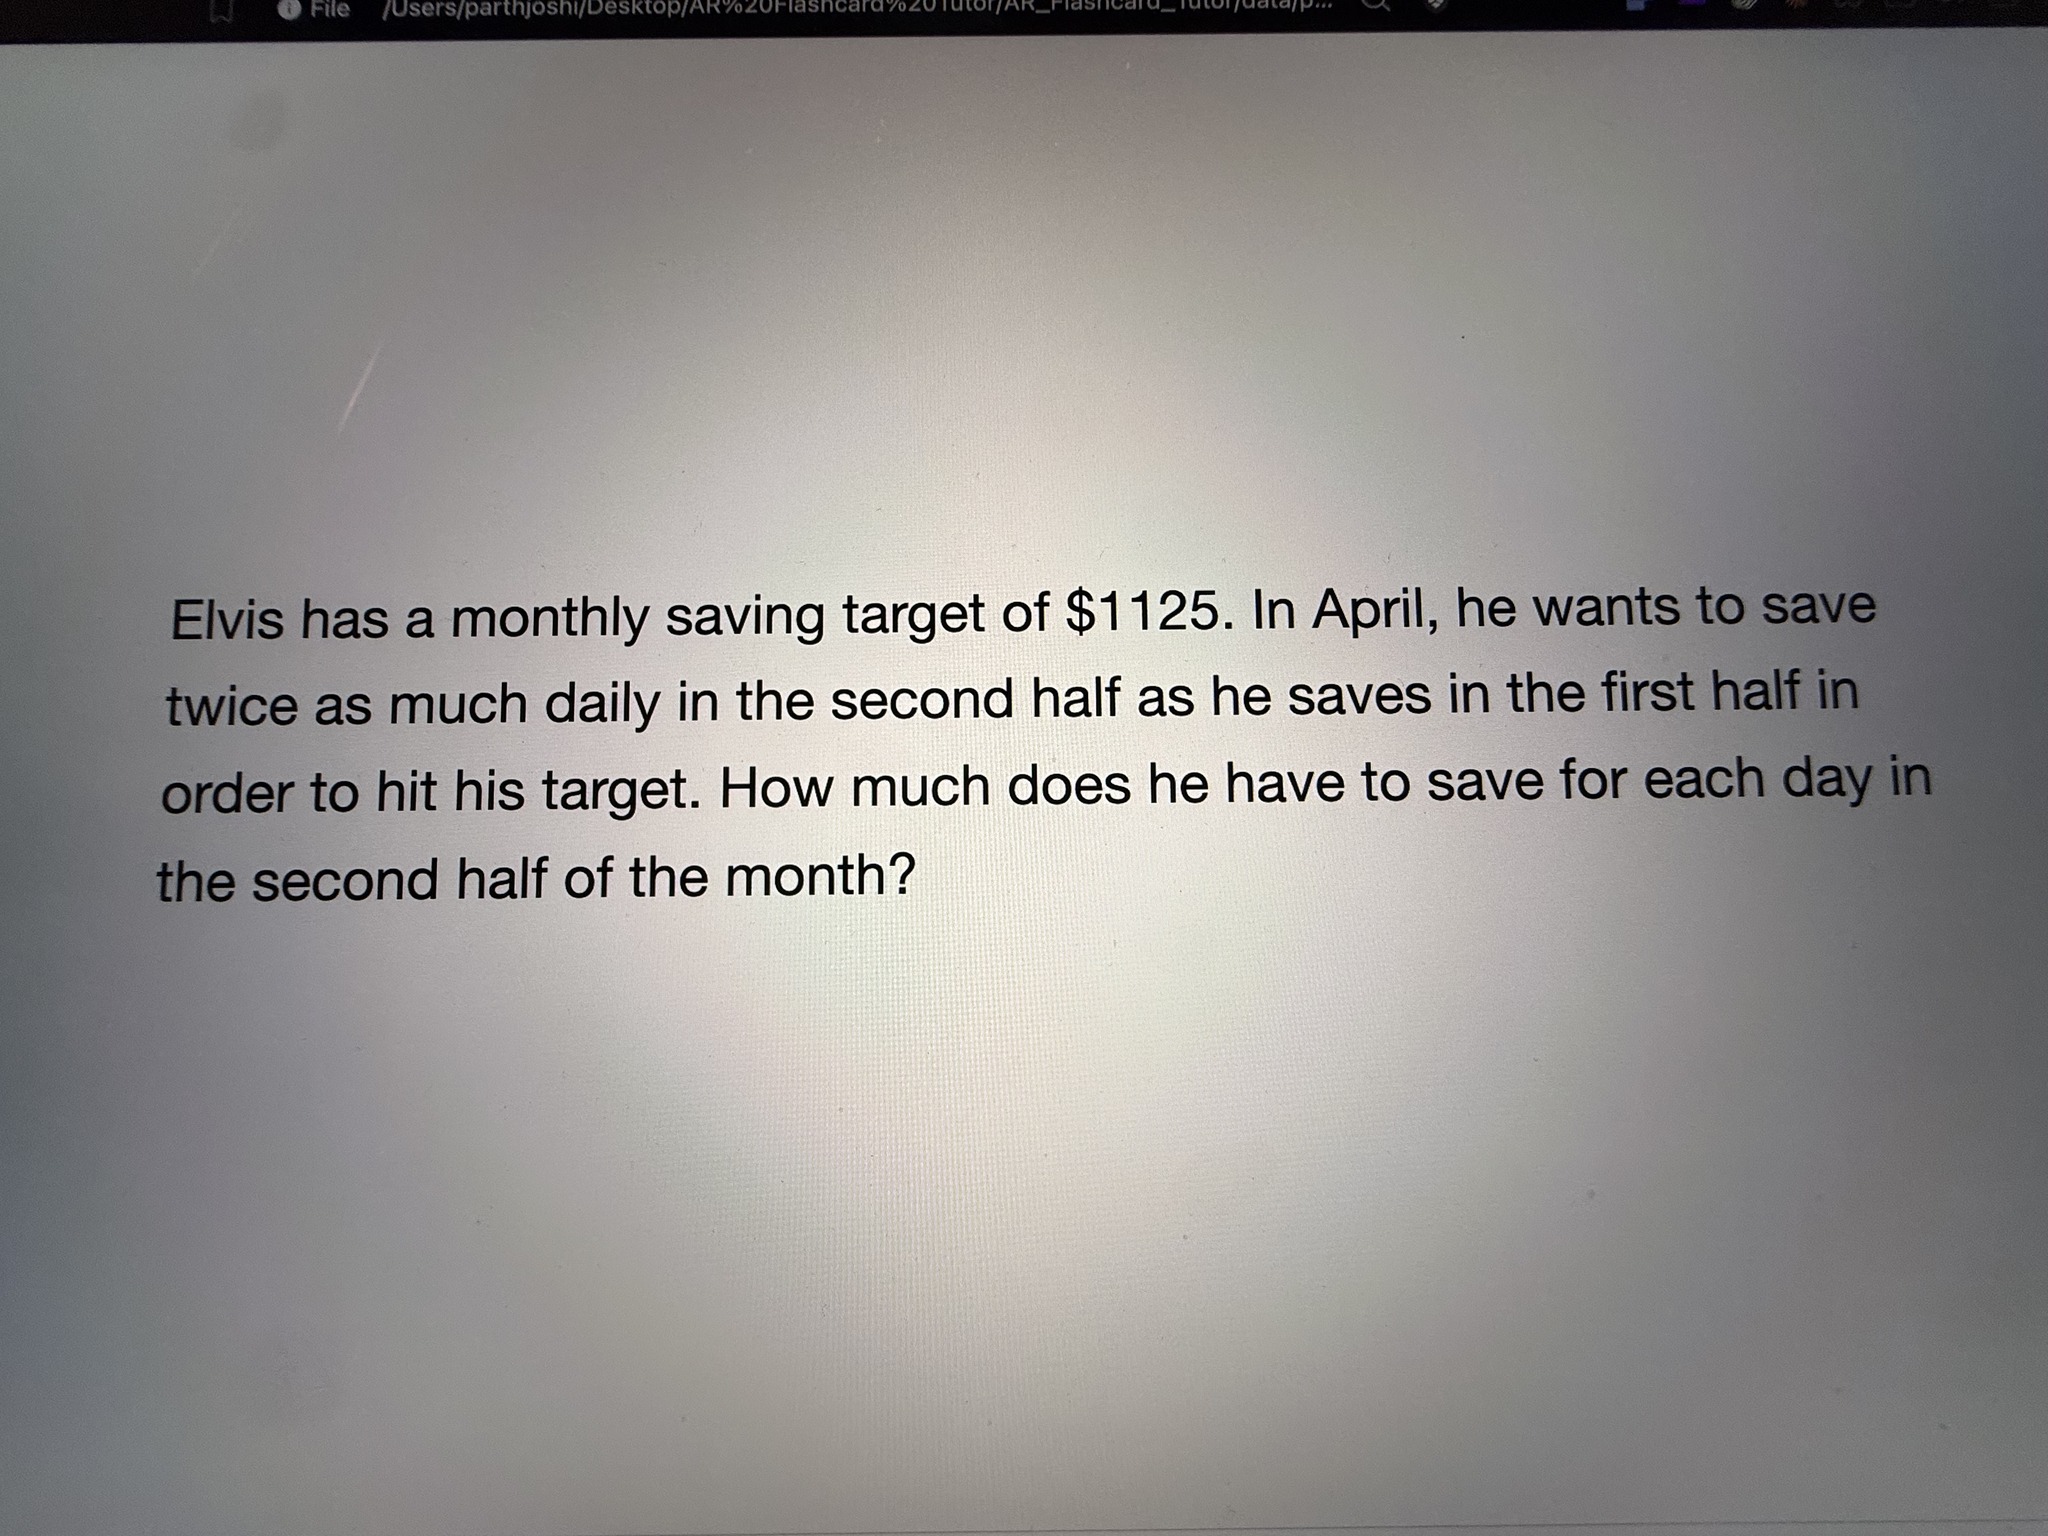 File /Users/parthjoshi/Desktop/AR%20Flashcard%20Tutor/AR_Flashcard_Tutor/data/p...
Elvis has a monthly saving target of $1125. In April, he wants to save
twice as much daily in the second half as he saves in the first half in
order to hit his target. How much does he have to save for each day in
the second half of the month?